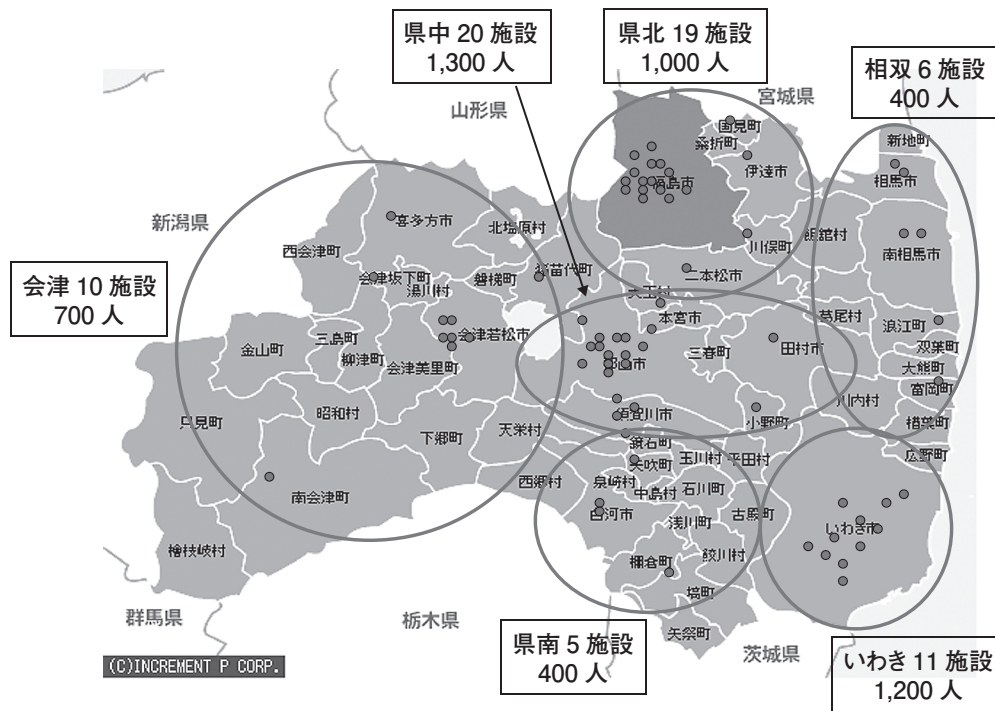 県中 20 施設
1,300 人
県北 19 施設
1,000 人
相双 6 施設
400 人
山形県
宮城県
国見町
桑折町
新地町
伊達市
相馬市
福島市
新潟県
喜多方市
北塩原村
川俣町
飯舘村
南相馬市
西会津町
会津坂下町
湯川村
磐梯町
猪苗代町
二本松市
大玉村
会津 10 施設
700 人
本宮市
葛尾村
浪江町
三島町
会津若松市
双葉町
金山町
柳津町
会津美里町
三春町
田村市
大熊町
富岡町
川内村
只見町
昭和村
須賀川市
小野町
楢葉町
下郷町
天栄村
鏡石町
広野町
矢吹町
玉川村
平田村
南会津町
西郷村
泉崎村
中島村
石川町
白河市
浅川町
古殿町
いわき市
檜枝岐村
棚倉町
鮫川村
塙町
群馬県
栃木県
矢祭町
茨城県
県南 5 施設
400 人
いわき 11 施設
1,200 人
(C)INCREMENT P CORP.